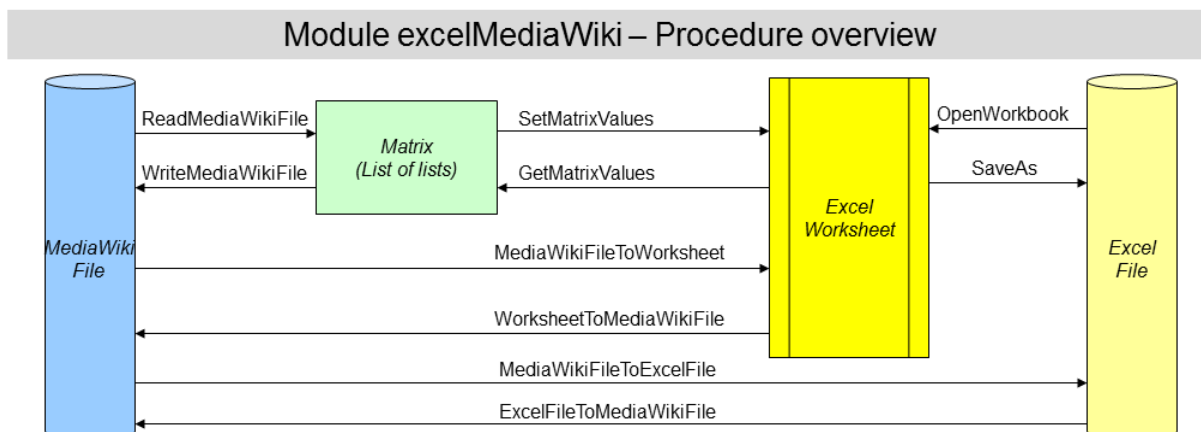 Module excelMediaWiki – Procedure overview
ReadMediaWikiFile
SetMatrixValues
OpenWorkbook
Matrix
(List of lists)
WriteMediaWikiFile
GetMatrixValues
SaveAs
Excel
Worksheet
MediaWiki
File
MediaWikiFileToWorksheet
Excel
File
WorksheetToMediaWikiFile
MediaWikiFileToExcelFile
ExcelFileToMediaWikiFile